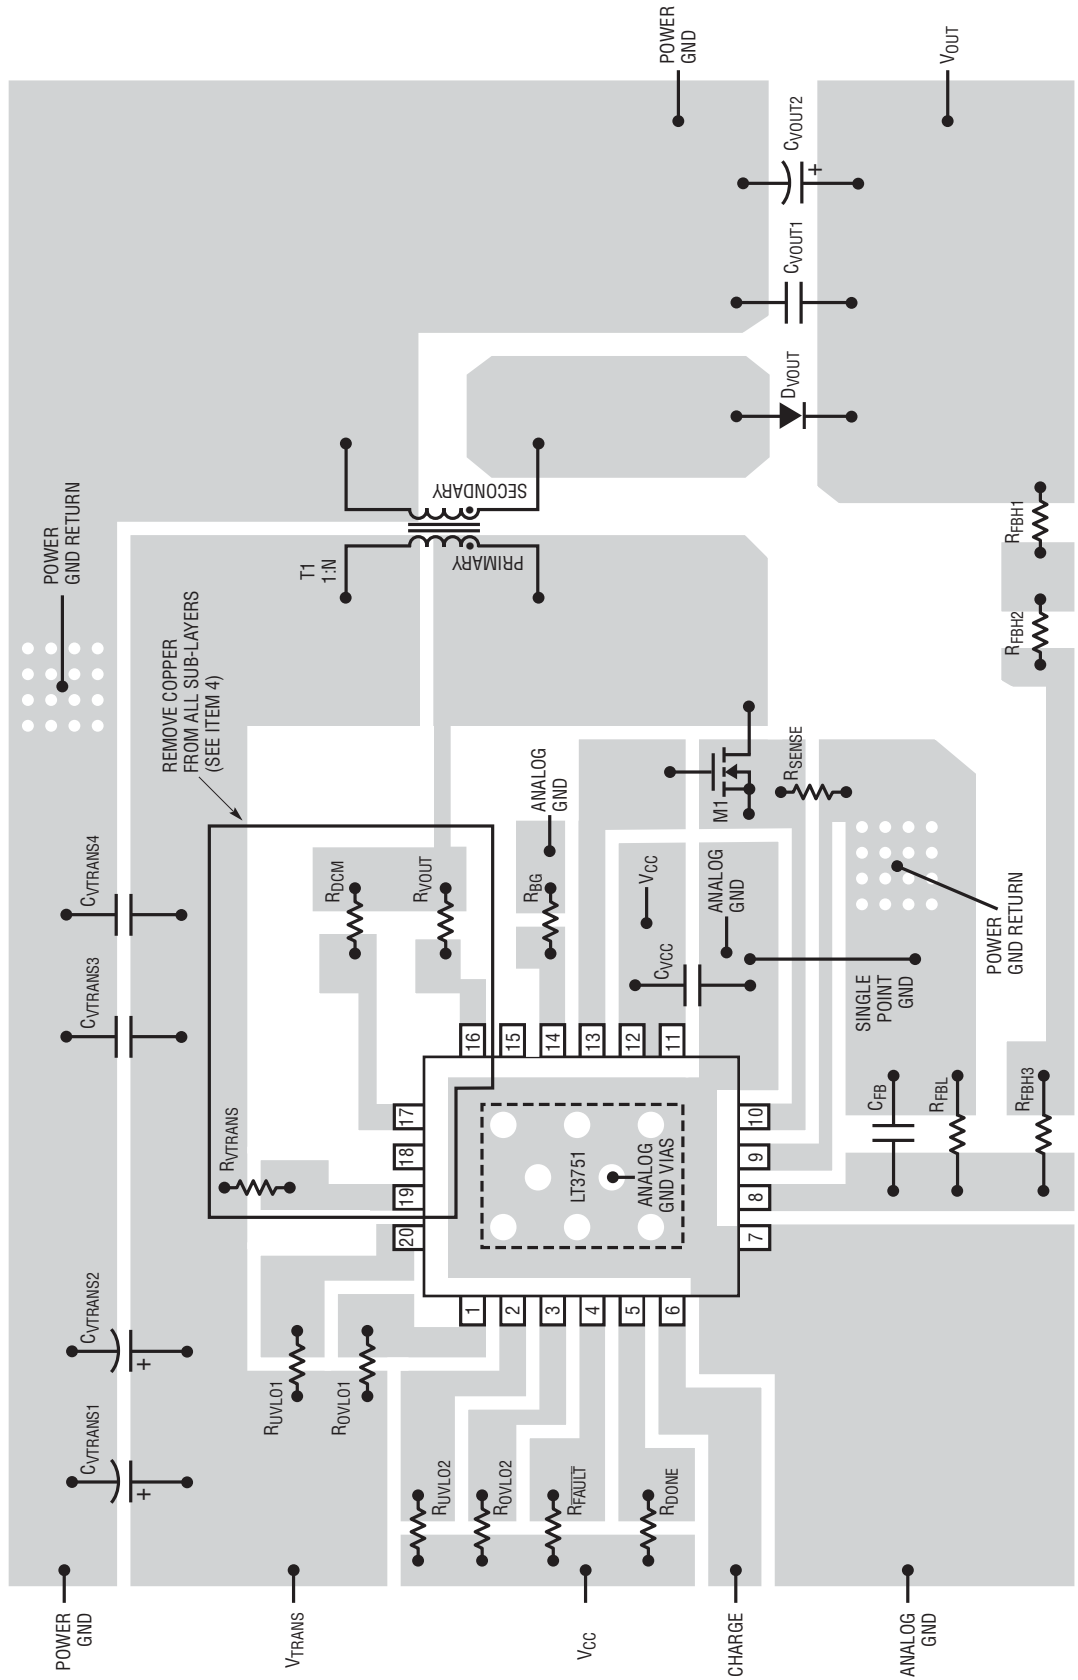 POWER
GND
VOUT
CVOUT2
+
CVOUT1
DVOUT
SECONDARY
PRIMARY
T1
1:N
POWER
GND RETURN
REMOVE COPPER
FROM ALL SUB-LAYERS
(SEE ITEM 4)
RFBH1
RFBH2
RSENSE
M1
ANALOG
GND
CVTRANS4
CVTRANS3
RDCM
RVOUT
RBG
VCC
ANALOG
GND
CVCC
SINGLE
POINT
GND
POWER
GND RETURN
16
15
14
13
12
11
RVTRANS
17
18
19
20
LT3751
ANALOG
GND VIAS
10
9
8
7
CFB
RFBL
RFBH3
1
2
3
4
5
6
CVTRANS2
+
CVTRANS1
+
RUVLO1
ROVLO1
RUVLO2
ROVLO2
RFAULT
RDONE
POWER
GND
VTRANS
VCC
CHARGE
ANALOG
GND